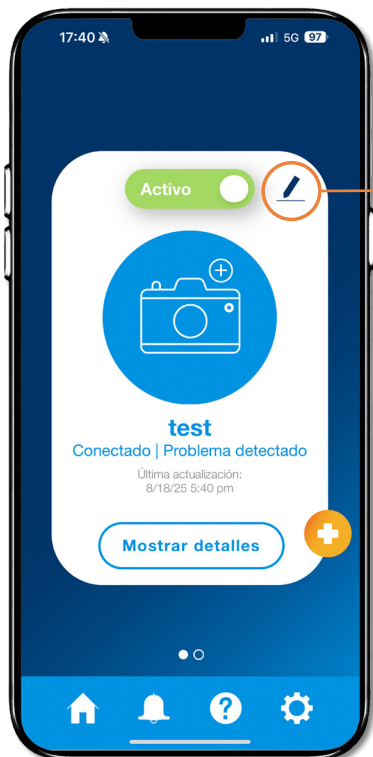 17:40 5G 97
Activo
test
Conectado | Problema detectado
Última actualización:
8/18/25 5:40 pm
Mostrar detalles
?